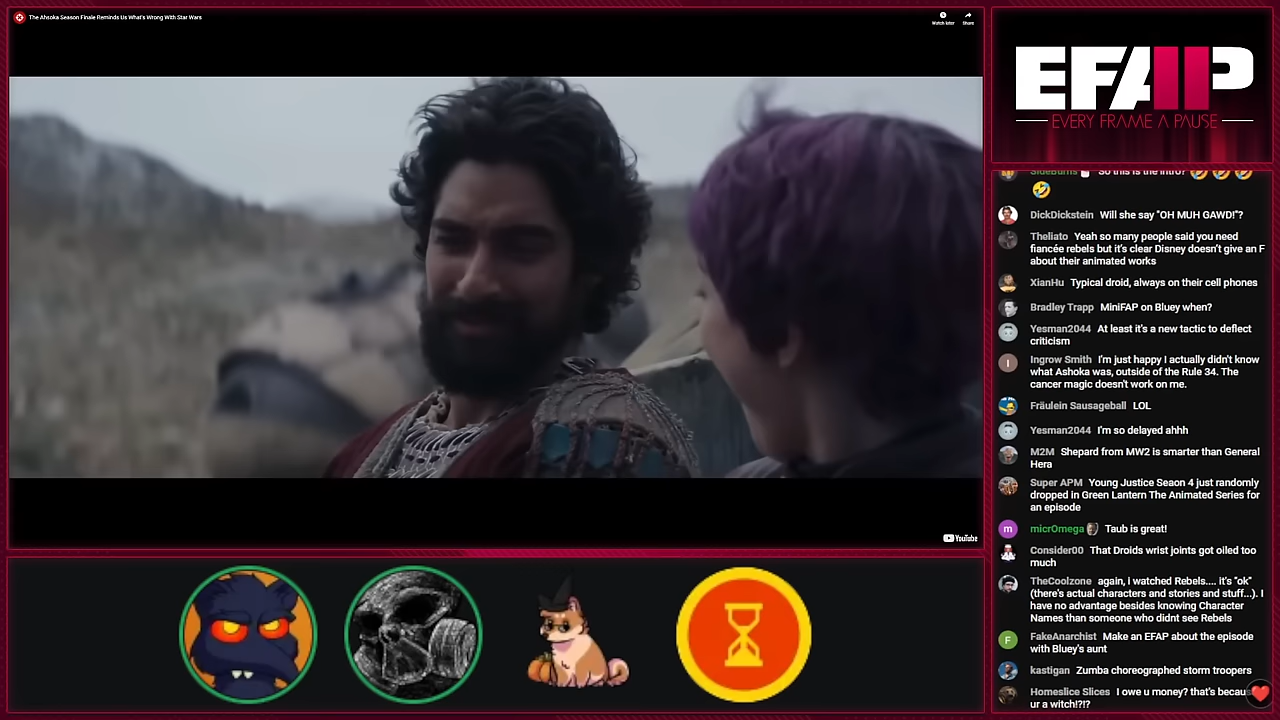 The Ahsoka Season Finale Reminds Us What's Wrong With Star Wars
Watch later
Share
YouTube
EFAP
EVERY FRAME A PAUSE
SideBurns So this is the intro? 🤣 🤣 🤣
🤣
DickDickstein Will she say "OH MUH GAWD!"?
Theliato Yeah so many people said you need
fiancée rebels but it's clear Disney doesn't give an F
about their animated works
XianHu Typical droid, always on their cell phones
Bradley Trapp MiniFAP on Bluey when?
Yesman2044 At least it's a new tactic to deflect
criticism
I
Ingrow Smith I'm just happy I actually didn't know
what Ashoka was, outside of the Rule 34. The
cancer magic doesn't work on me.
Fräulein Sausageball LOL
Yesman2044 I'm so delayed ahhh
M2M Shepard from MW2 is smarter than General
Hera
Super APM Young Justice Seaon 4 just randomly
dropped in Green Lantern The Animated Series for
an episode
m
micrOmega Taub is great!
Consider00 That Droids wrist joints got oiled too
much
TheCoolzone again, i watched Rebels.... it's "ok"
(there's actual characters and stories and stuff...). I
have no advantage besides knowing Character
Names than someone who didnt see Rebels
F
FakeAnarchist Make an EFAP about the episode
with Bluey's aunt
kastigan Zumba choreographed storm troopers
Homeslice Slices I owe u money? that's becau
ur a witch!?!?